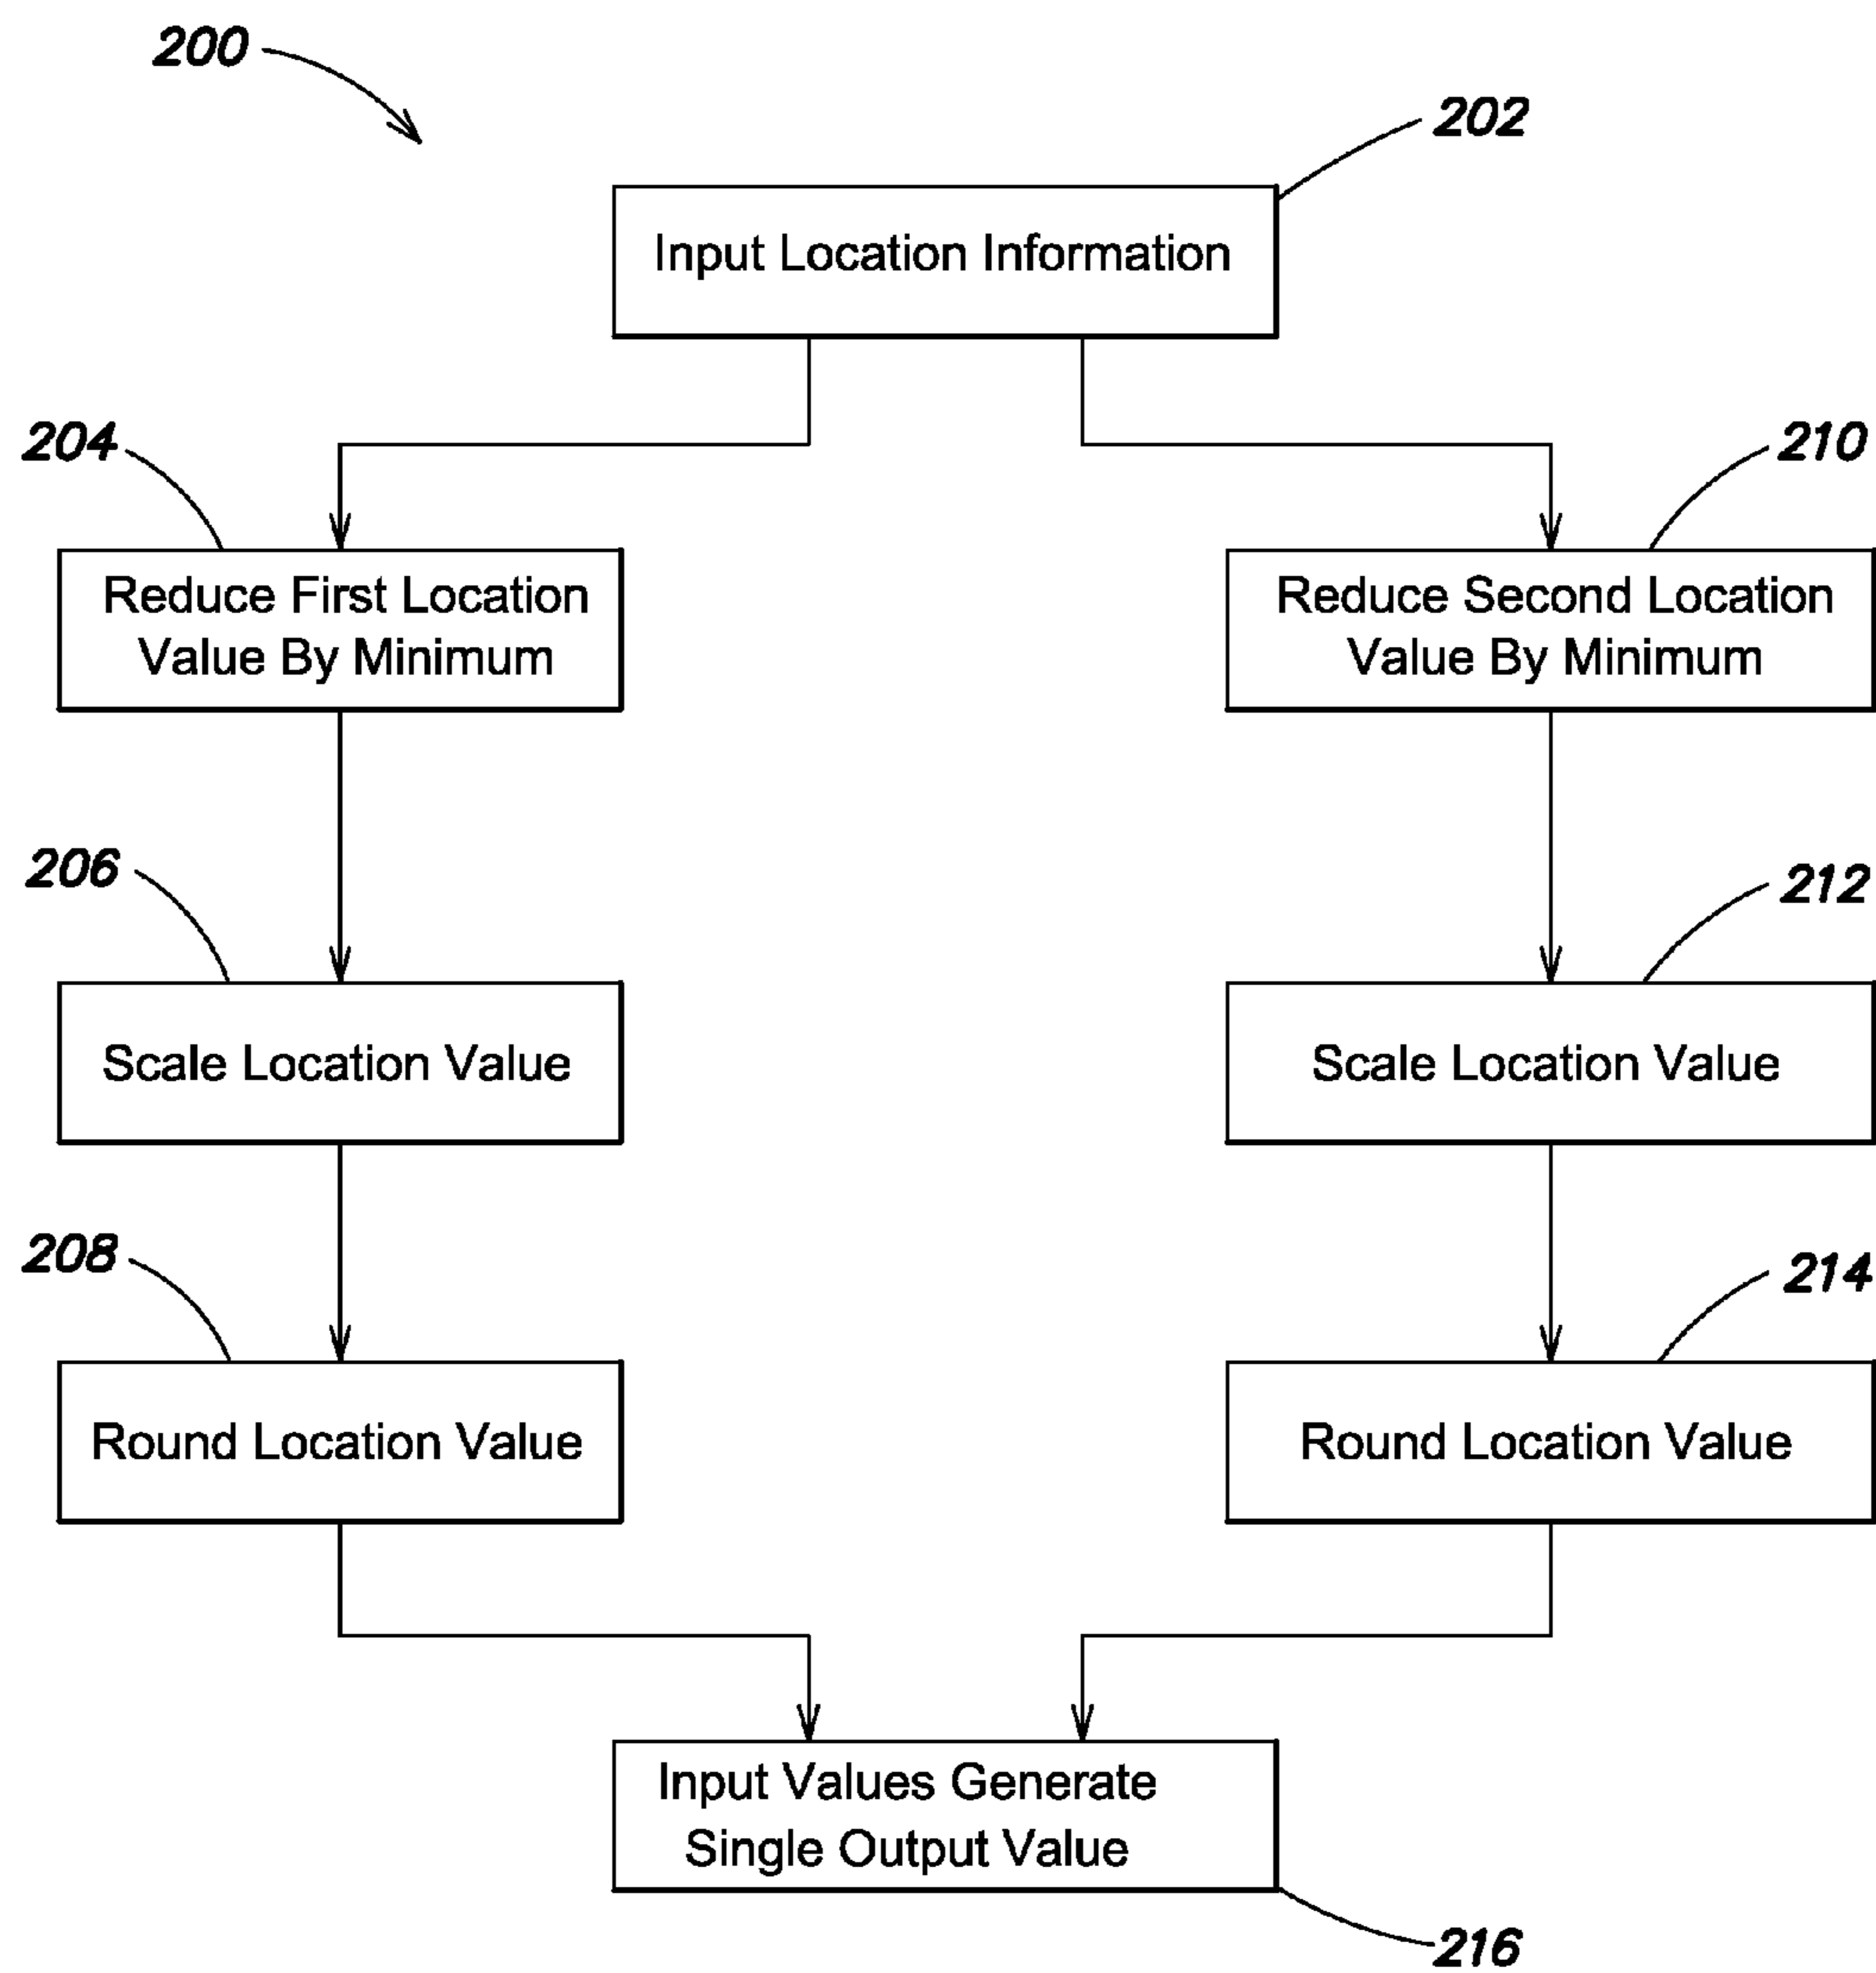 200
202
Input Location Information
204
210
Reduce First Location
Value By Minimum
Reduce Second Location
Value By Minimum
206
212
Scale Location Value
Scale Location Value
208
214
Round Location Value
Round Location Value
Input Values Generate
Single Output Value
216